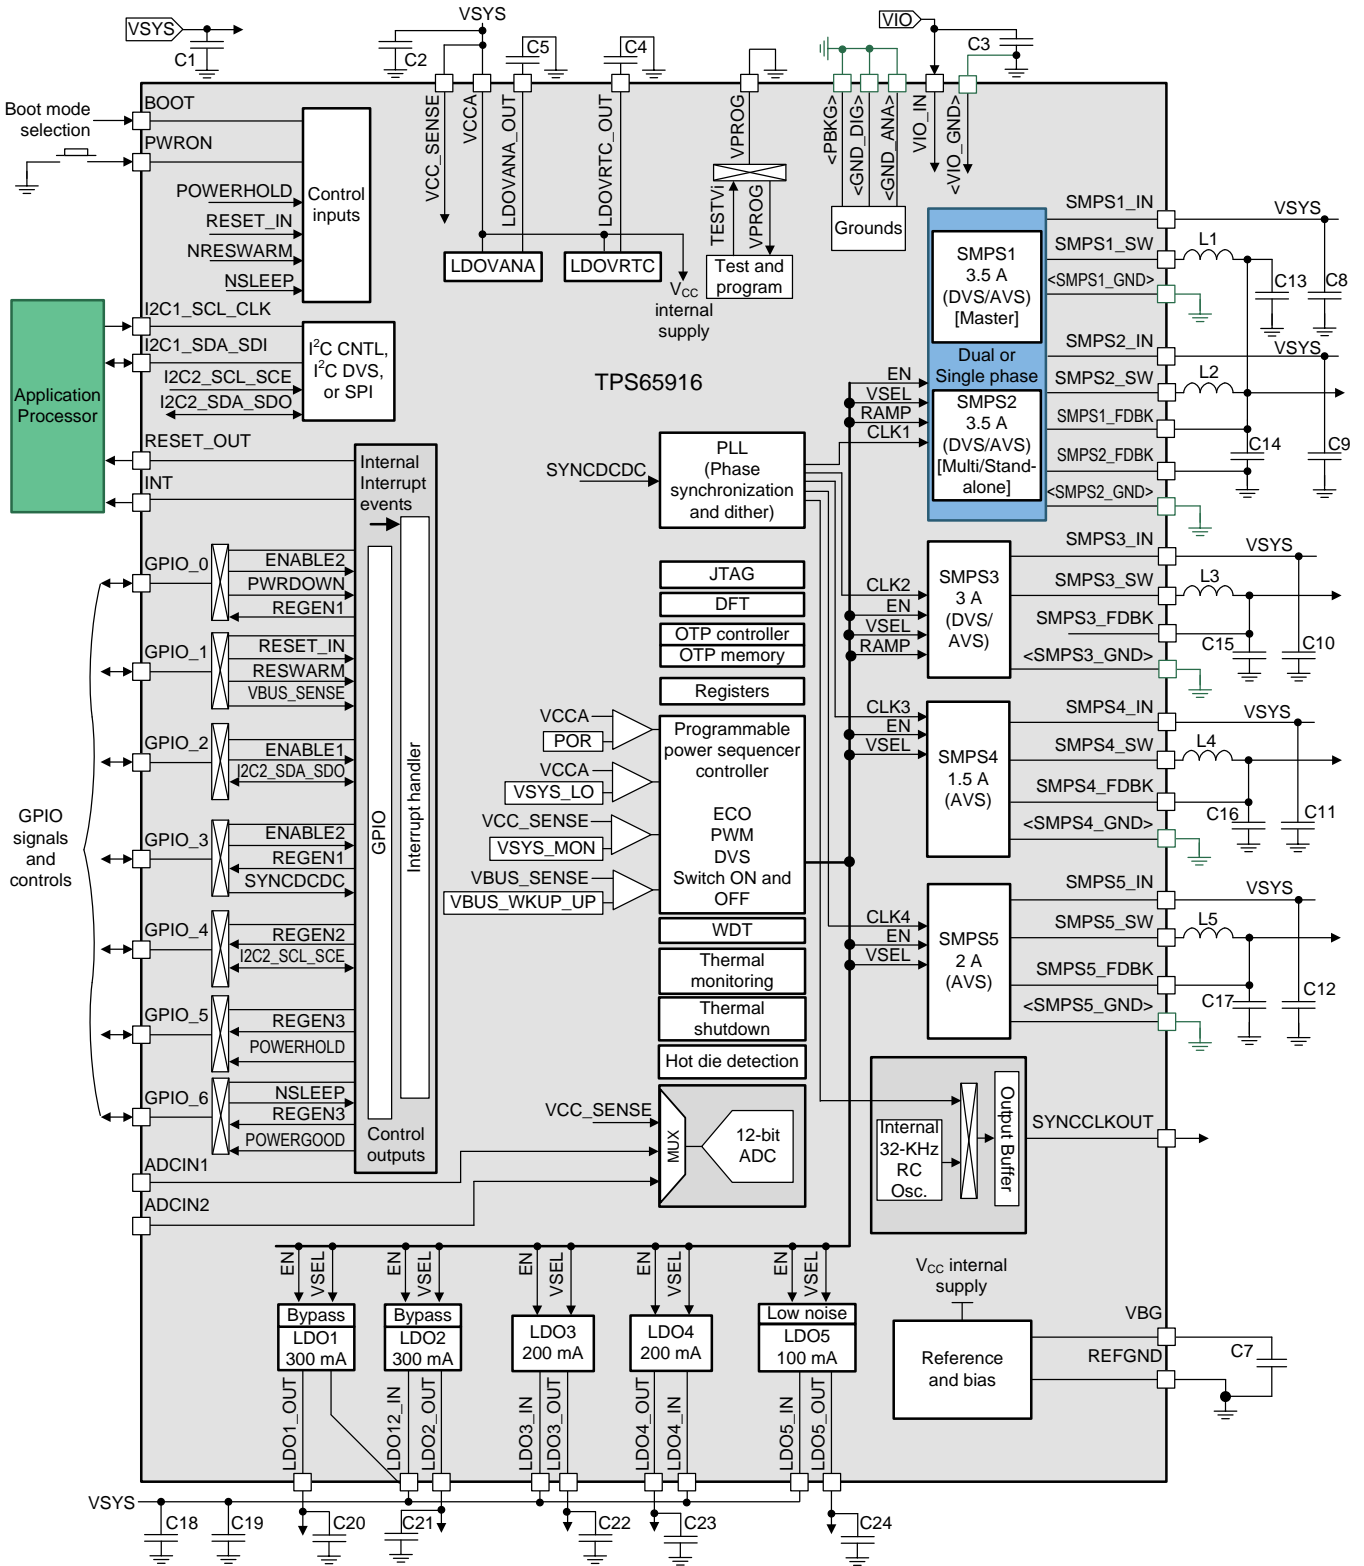 VSYS
C1
VSYS
C2
C5
C4
VIO
C3
BOOT
Boot mode
selection
PWRON
POWERHOLD
RESET_IN
NRESWARM
NSLEEP
Control
inputs
VCC_SENSE
VCCA
LDOVANA_OUT
LDOVRTC_OUT
LDOVANA
LDOVRTC
VCC
internal
supply
VPROG
TESTVi
VPROG
Test and
program
<PBKG>
<GND_DIG>
<GND_ANA>
Grounds
VIO_IN
<VIO_GND>
Application
Processor
I2C1_SCL_CLK
I2C1_SDA_SDI
I2C2_SCL_SCE
I2C2_SDA_SDO
I2C CNTL,
I2C DVS,
or SPI
RESET_OUT
INT
TPS65916
SMPS1
3.5 A
(DVS/AVS)
[Master]
Dual or
Single phase
SMPS2
3.5 A
(DVS/AVS)
[Multi/Stand-
alone]
EN
VSEL
RAMP
CLK1
SMPS1_IN
VSYS
SMPS1_SW
L1
<SMPS1_GND>
C13
C8
SMPS2_IN
VSYS
SMPS2_SW
L2
SMPS1_FDBK
SMPS2_FDBK
C14
C9
<SMPS2_GND>
SYNCDCDC
PLL
(Phase
synchronization
and dither)
Internal
Interrupt
events
GPIO
Interrupt handler
Control
outputs
GPIO
signals
and
controls
GPIO_0
ENABLE2
PWRDOWN
REGEN1
GPIO_1
RESET_IN
RESWARM
VBUS_SENSE
GPIO_2
ENABLE1
I2C2_SDA_SDO
GPIO_3
ENABLE2
REGEN1
SYNCDCDC
GPIO_4
REGEN2
I2C2_SCL_SCE
GPIO_5
REGEN3
POWERHOLD
GPIO_6
NSLEEP
REGEN3
POWERGOOD
ADCIN1
ADCIN2
JTAG
DFT
OTP controller
OTP memory
Registers
VCCA
POR
VCCA
VSYS_LO
VCC_SENSE
VSYS_MON
VBUS_SENSE
VBUS_WKUP_UP
Programmable
power sequencer
controller
ECO
PWM
DVS
Switch ON and
OFF
WDT
Thermal
monitoring
Thermal
shutdown
Hot die detection
VCC_SENSE
MUX
12-bit
ADC
CLK2
EN
VSEL
RAMP
SMPS3
3 A
(DVS/
AVS)
SMPS3_IN
VSYS
SMPS3_SW
L3
SMPS3_FDBK
<SMPS3_GND>
C15
C10
CLK3
EN
VSEL
SMPS4
1.5 A
(AVS)
SMPS4_IN
VSYS
SMPS4_SW
L4
SMPS4_FDBK
<SMPS4_GND>
C16
C11
CLK4
EN
VSEL
SMPS5
2 A
(AVS)
SMPS5_IN
VSYS
SMPS5_SW
L5
SMPS5_FDBK
<SMPS5_GND>
C17
C12
Internal
32-KHz
RC
Osc.
Output Buffer
SYNCCLKOUT
VCC internal
supply
Reference
and bias
VBG
REFGND
C7
EN
VSEL
EN
VSEL
EN
VSEL
EN
VSEL
EN
VSEL
Bypass
LDO1
300 mA
Bypass
LDO2
300 mA
LDO3
200 mA
LDO4
200 mA
Low noise
LDO5
100 mA
LDO1_OUT
LDO12_IN
LDO2_OUT
LDO3_IN
LDO3_OUT
LDO4_OUT
LDO4_IN
LDO5_IN
LDO5_OUT
VSYS
C18
C19
C20
C21
C22
C23
C24